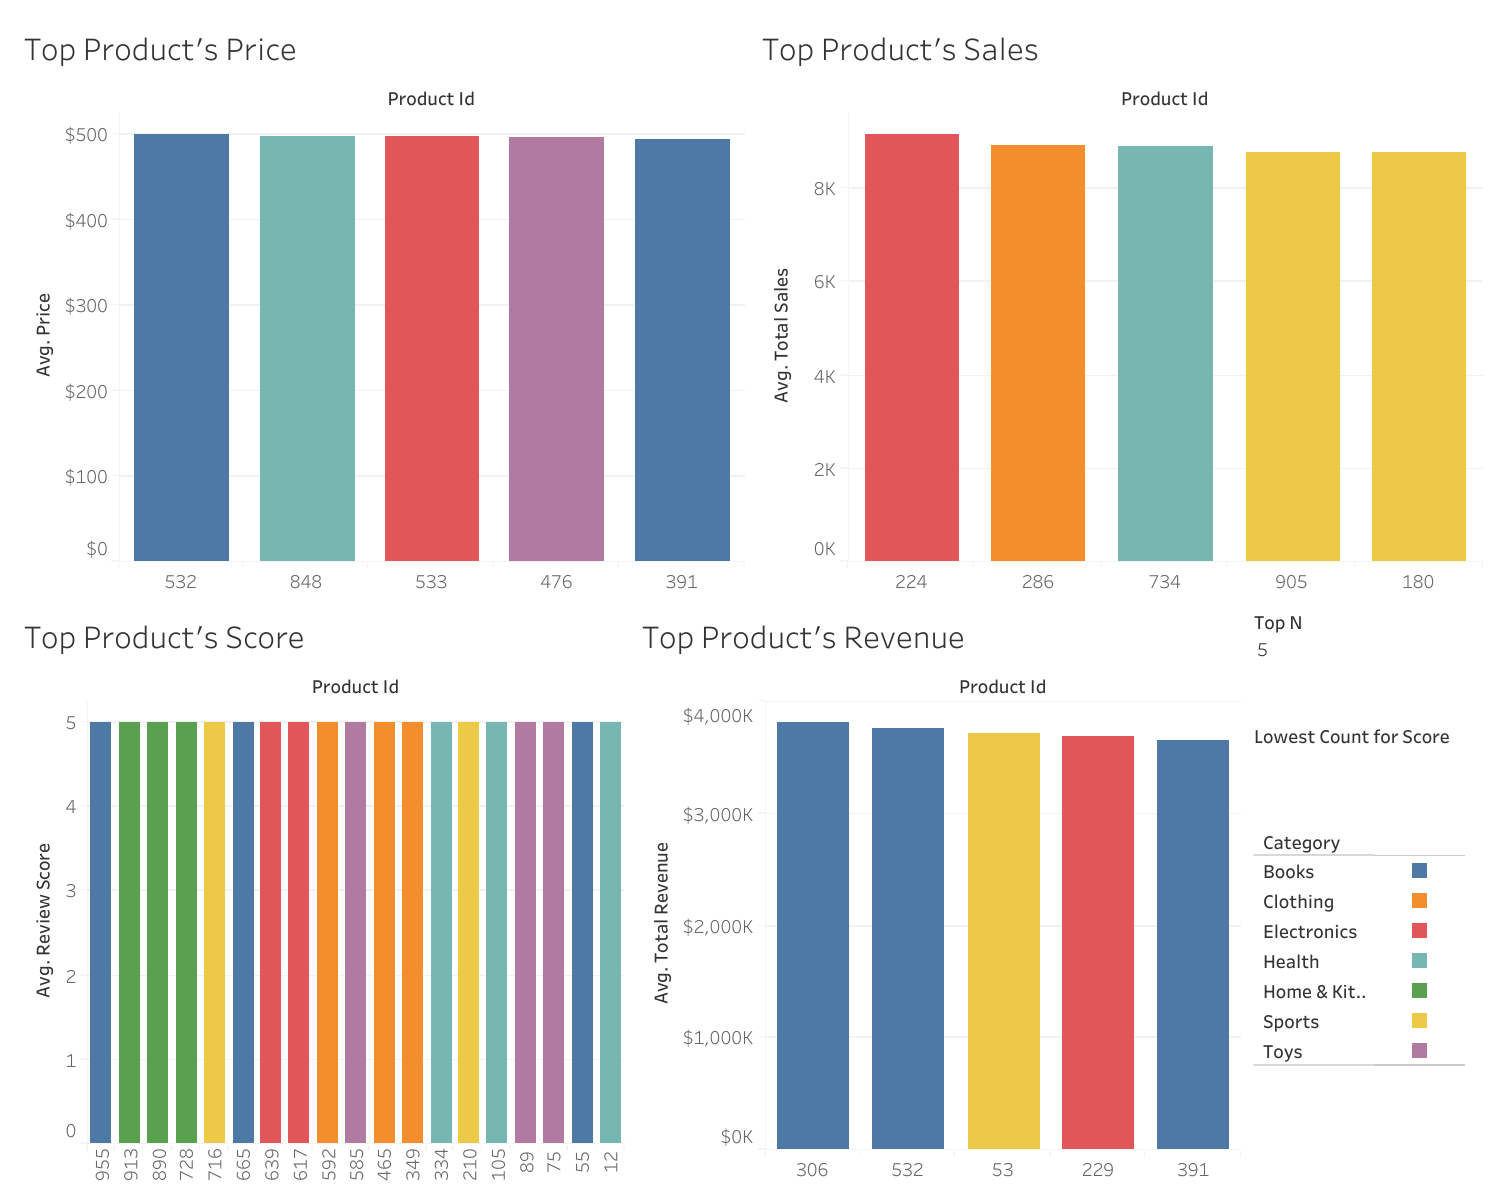 Top Product's Price
Product Id
Avg. Price
$500
$400
$300
$200
$100
$0
532 848 533 476 391
Top Product's Sales
Product Id
Avg. Total Sales
8K
6K
4K
2K
0K
224 286 734 905 180
Top Product's Score
Product Id
Avg. Review Score
5
4
3
2
1
0
955 913 890 728 716 665 639 617 592 585 465 349 334 210 105 89 75 55 12
Top Product's Revenue
Product Id
Avg. Total Revenue
$4,000K
$3,000K
$2,000K
$1,000K
$0K
306 532 53 229 391
Top N
5
Lowest Count for Score
Category
Books
Clothing
Electronics
Health
Home & Kit..
Sports
Toys